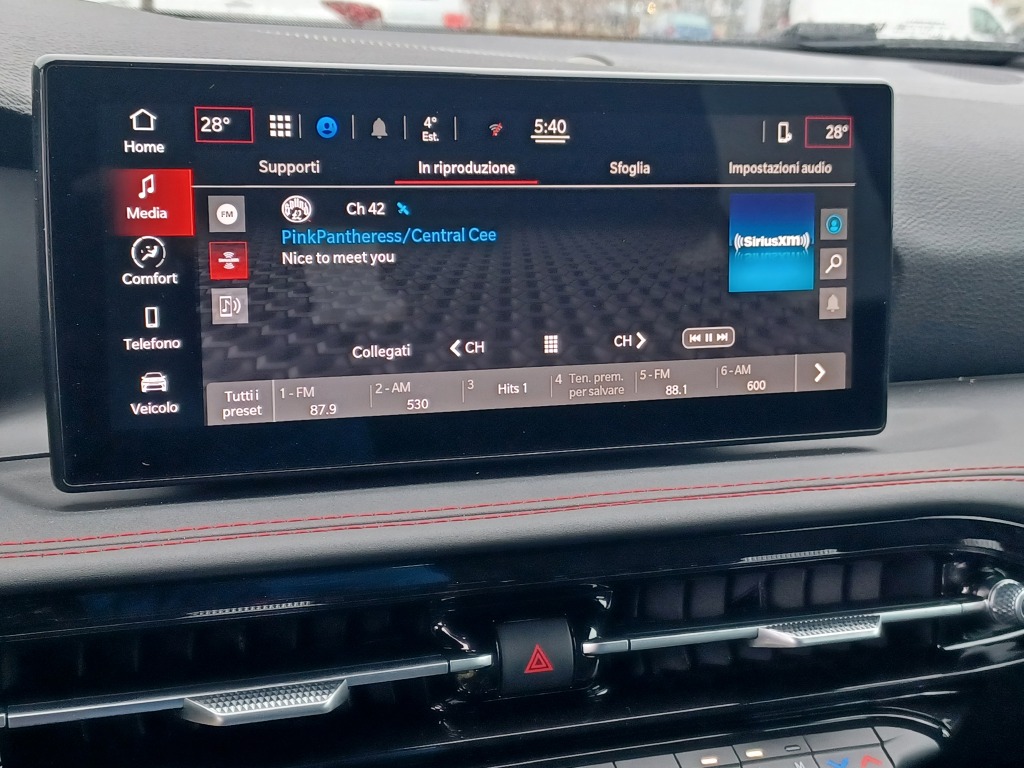 Home
28°
4°
Est.
5:40
28°
Supporti
In riproduzione
Sfoglia
Impostazioni audio
Media
FM
Ch 42
PinkPantheress/Central Cee
Nice to meet you
((SiriusXM))
Comfort
Telefono
Collegati
CH
CH
Veicolo
Tutti i
preset
1 - FM
87.9
2 - AM
530
3
Hits 1
4
Ten. prem.
per salvare
5 - FM
88.1
6 - AM
600
M